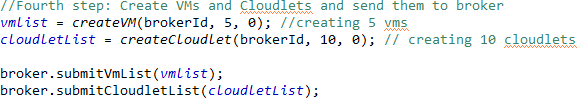 //Fourth step: Create VMs and Cloudlets and send them to broker
vmlist = createVM(brokerId, 5, 0); //creating 5 vms
cloudletList = createCloudlet(brokerId, 10, 0); // creating 10 cloudlets
broker.submitVmList(vmlist);
broker.submitCloudletList(cloudletList);